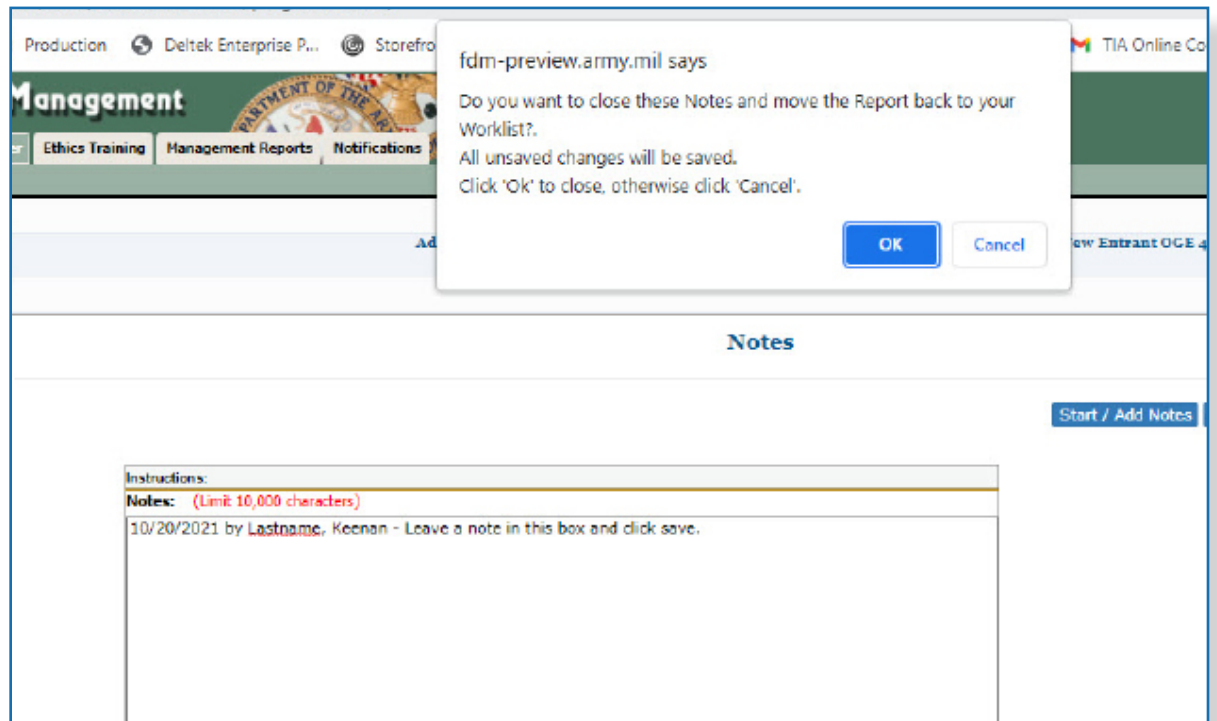 Production Deltek Enterprise P... Storefro TIA Online Co
fdm-preview.army.mil says
Do you want to close these Notes and move the Report back to your
Worklist?.
All unsaved changes will be saved.
Click 'Ok' to close, otherwise click 'Cancel'.
OK Cancel
Management
DEPARTMENT OF THE AR
Ethics Training Management Reports Notifications
Ad ew Entrant OGE 4
Notes
Start / Add Notes
Instructions:
Notes: (Limit 10,000 characters)
10/20/2021 by Lastname, Keenan - Leave a note in this box and click save.